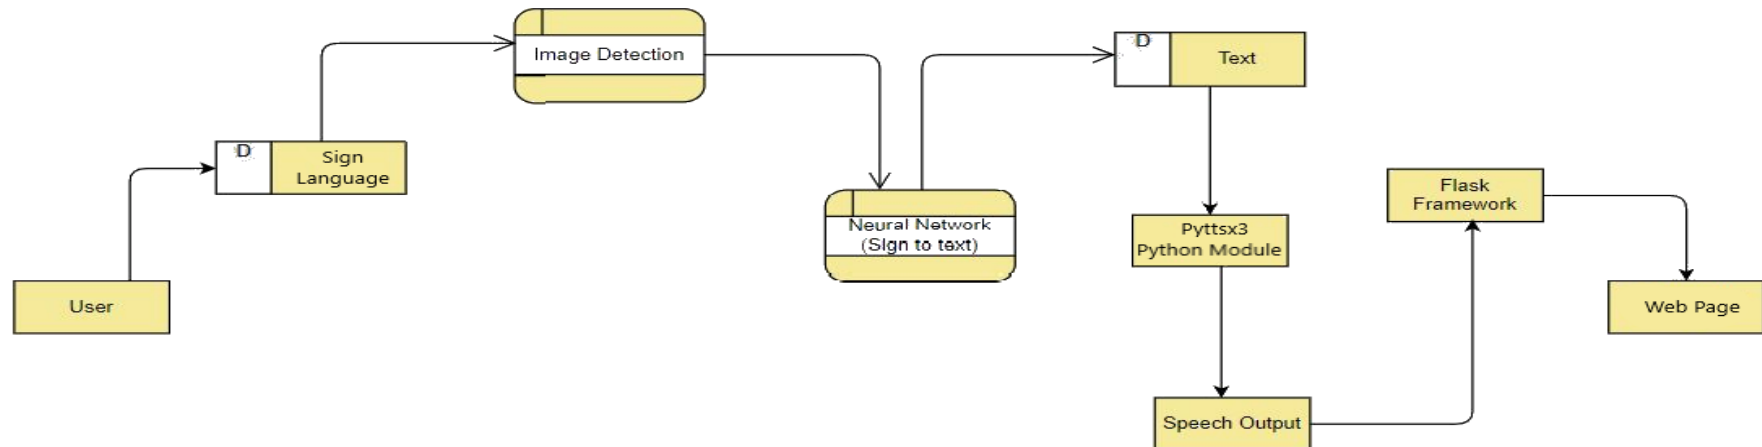 User
D
Sign
Language
Image Detection
Neural Network
(Sign to text)
D
Text
Pyttsx3
Python Module
Speech Output
Flask
Framework
Web Page